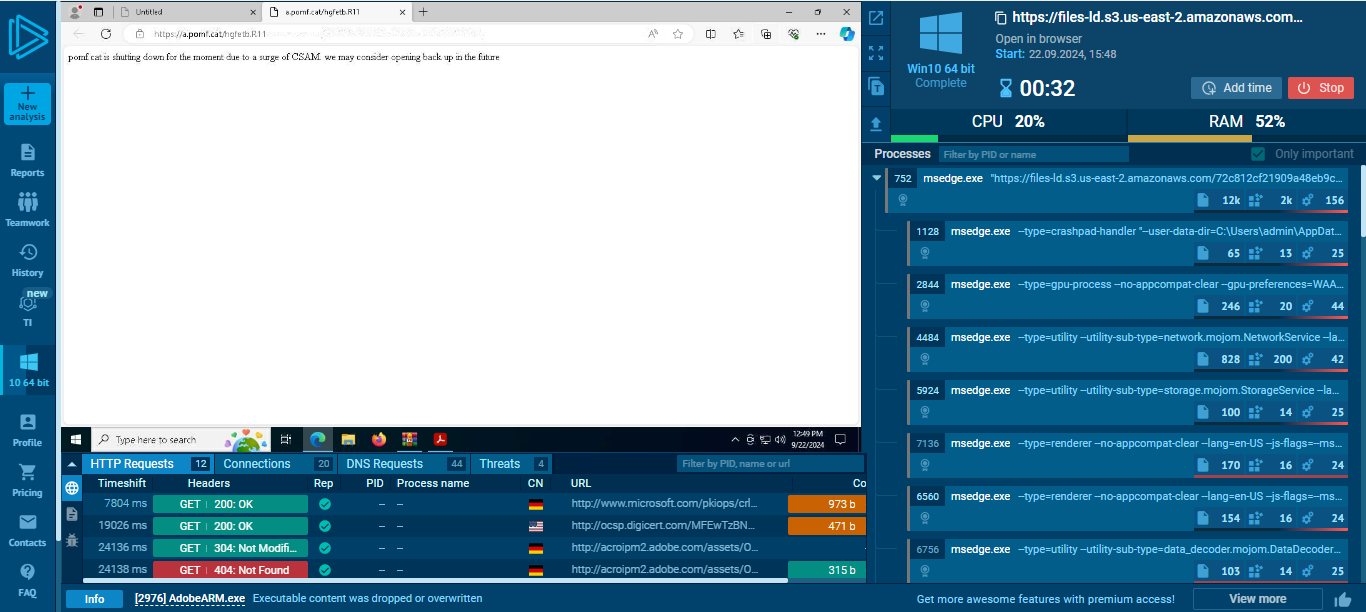 Untitled
a.pomf.cat/hgfetb.R11
https://a.pomf.cat/hgfetb.R11
pomf.cat is shutting down for the moment due to a surge of CSAM. we may consider opening back up in the future
New
analysis
Reports
Teamwork
History
new
TI
10 64 bit
Profile
Pricing
Contacts
FAQ
Type here to search
12:49 PM
9/22/2024
Win10 64 bit
Complete
https://files-ld.s3.us-east-2.amazonaws.com...
Open in browser
Start: 22.09.2024, 15:48
00:32
Add time
Stop
CPU 20%
RAM 52%
Processes
Filter by PID or name
Only important
752 msedge.exe "https://files-ld.s3.us-east-2.amazonaws.com/72c812cf21909a48eb9c...
12k 2k 156
1128 msedge.exe --type=crashpad-handler "--user-data-dir=C:\Users\admin\AppDat...
65 13 25
2844 msedge.exe --type=gpu-process --no-appcompat-clear --gpu-preferences=WAA...
246 20 44
4484 msedge.exe --type=utility --utility-sub-type=network.mojom.NetworkService --la...
828 200 42
5924 msedge.exe --type=utility --utility-sub-type=storage.mojom.StorageService --la...
100 14 25
7136 msedge.exe --type=renderer --no-appcompat-clear --lang=en-US --js-flags=--ms...
170 16 24
6560 msedge.exe --type=renderer --no-appcompat-clear --lang=en-US --js-flags=--ms...
154 16 24
6756 msedge.exe --type=utility --utility-sub-type=data_decoder.mojom.DataDecoder...
103 14 25
HTTP Requests 12 Connections 20 DNS Requests 44 Threats 4
Filter by PID, name or url
Timeshift Headers Rep PID Process name CN URL Co
7804 ms GET 200: OK – – http://www.microsoft.com/pkiops/crl... 973 b
19026 ms GET 200: OK – – http://ocsp.digicert.com/MFEwTzBN... 471 b
24136 ms GET 304: Not Modifi... – – http://acroipm2.adobe.com/assets/O... –
24138 ms GET 404: Not Found – – http://acroipm2.adobe.com/assets/O... 315 b
Info [2976] AdobeARM.exe Executable content was dropped or overwritten
Get more awesome features with premium access! View more